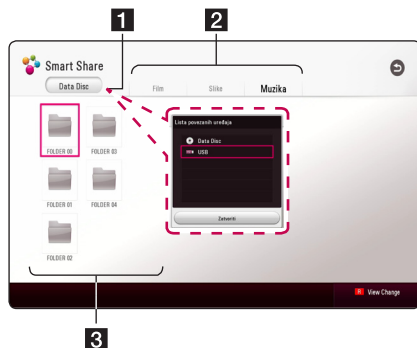 1
2
Smart Share
Data Disc
Film
Slike
Muzika
Lista povezanih uređaja
Data Disc
USB
Zatvoriti
FOLDER 00
FOLDER 03
FOLDER 01
FOLDER 04
FOLDER 02
R View Change
3